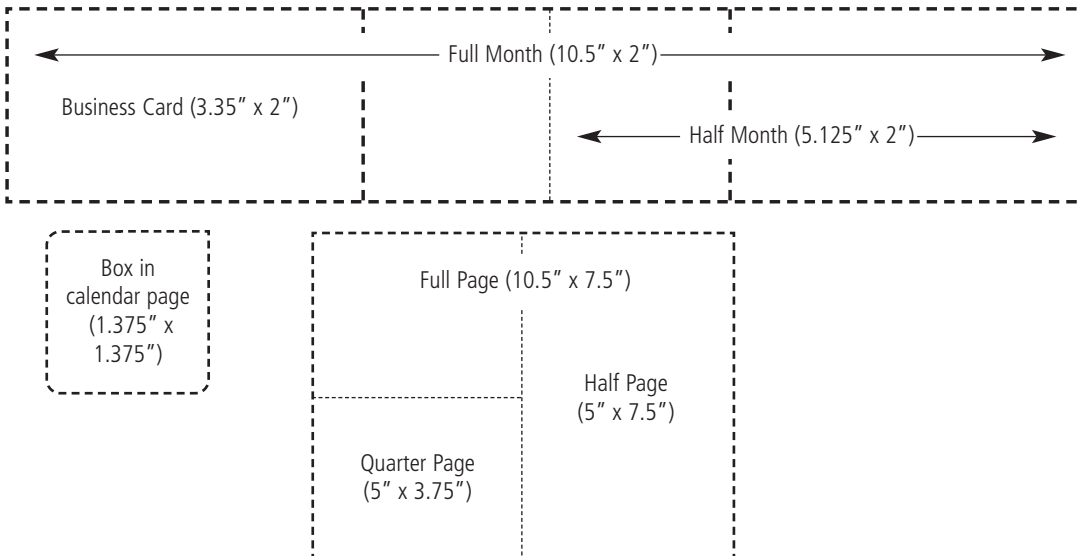 Full Month (10.5” x 2”)
Business Card (3.35” x 2”)
Half Month (5.125” x 2”)
Box in
calendar page
(1.375” x
1.375”)
Full Page (10.5” x 7.5”)
Half Page
(5” x 7.5”)
Quarter Page
(5” x 3.75”)